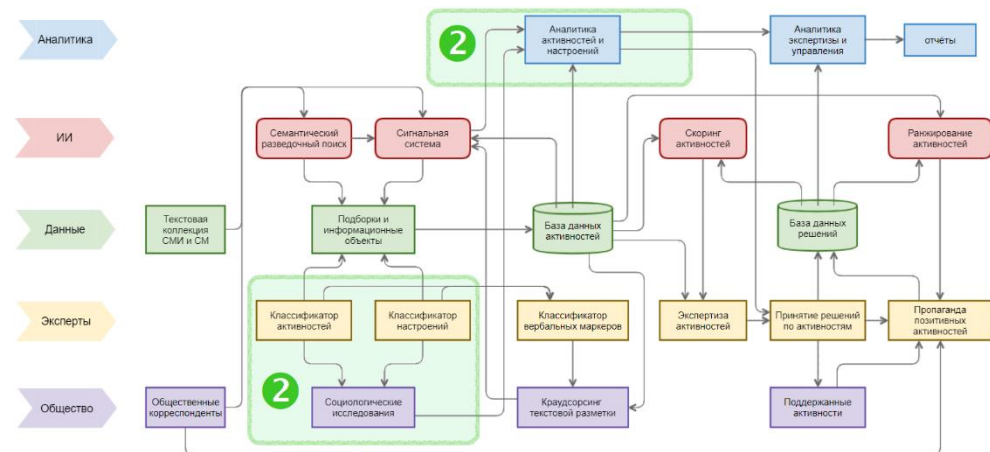 Аналитика
2
Аналитика
активностей и
настроений
Аналитика
экспертизы и
управления
отчёты
ИИ
Семантический
разведочный поиск
Сигнальная
система
Скоринг
активностей
Ранжирование
активностей
Данные
Текстовая
коллекция
СМИ и СМ
Подборки и
информационные
объекты
База данных
активностей
База данных
решений
Эксперты
Классификатор
активностей
Классификатор
настроений
Классификатор
вербальных маркеров
Экспертиза
активностей
Принятие решений
по активностям
Пропаганда
позитивных
активностей
Общество
Общественные
корреспонденты
2
Социологические
исследования
Краудсорсинг
текстовой разметки
Поддержанные
активности